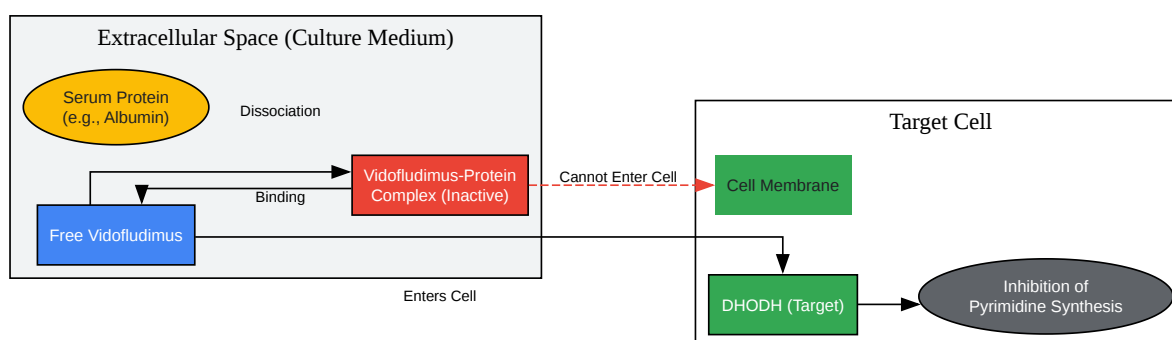 Extracellular Space (Culture Medium)
Serum Protein
(e.g., Albumin)
Dissociation
Vidofludimus-Protein
Complex (Inactive)
Binding
Free Vidofludimus
Enters Cell
Cannot Enter Cell
Target Cell
Cell Membrane
DHODH (Target)
Inhibition of
Pyrimidine Synthesis